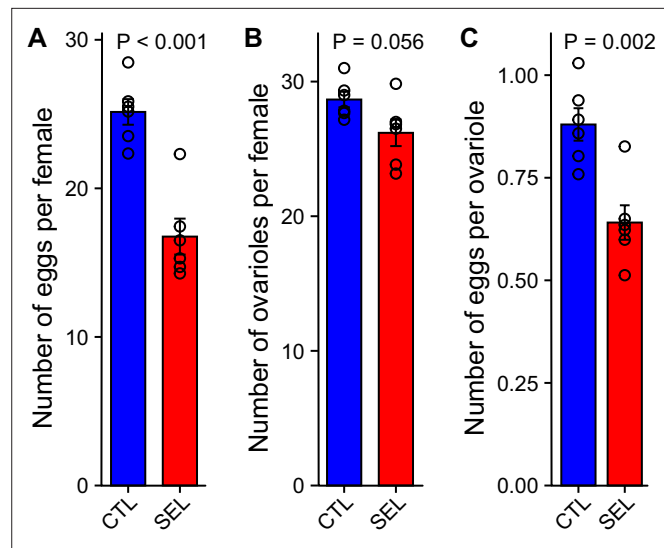 A
P < 0.001
Number of eggs per female
30
20
10
0
CTL
SEL
B
P = 0.056
Number of ovarioles per female
30
20
10
0
CTL
SEL
C
P = 0.002
Number of eggs per ovariole
1.00
0.75
0.50
0.25
0.00
CTL
SEL